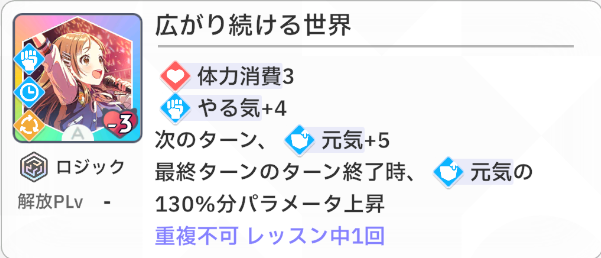 広がり続ける世界
体力消費3
やる気+4
次のターン、元気+5
最終ターンのターン終了時、元気の
130%分パラメータ上昇
重複不可 レッスン中1回
A
-3
ロジック
解放PLv -